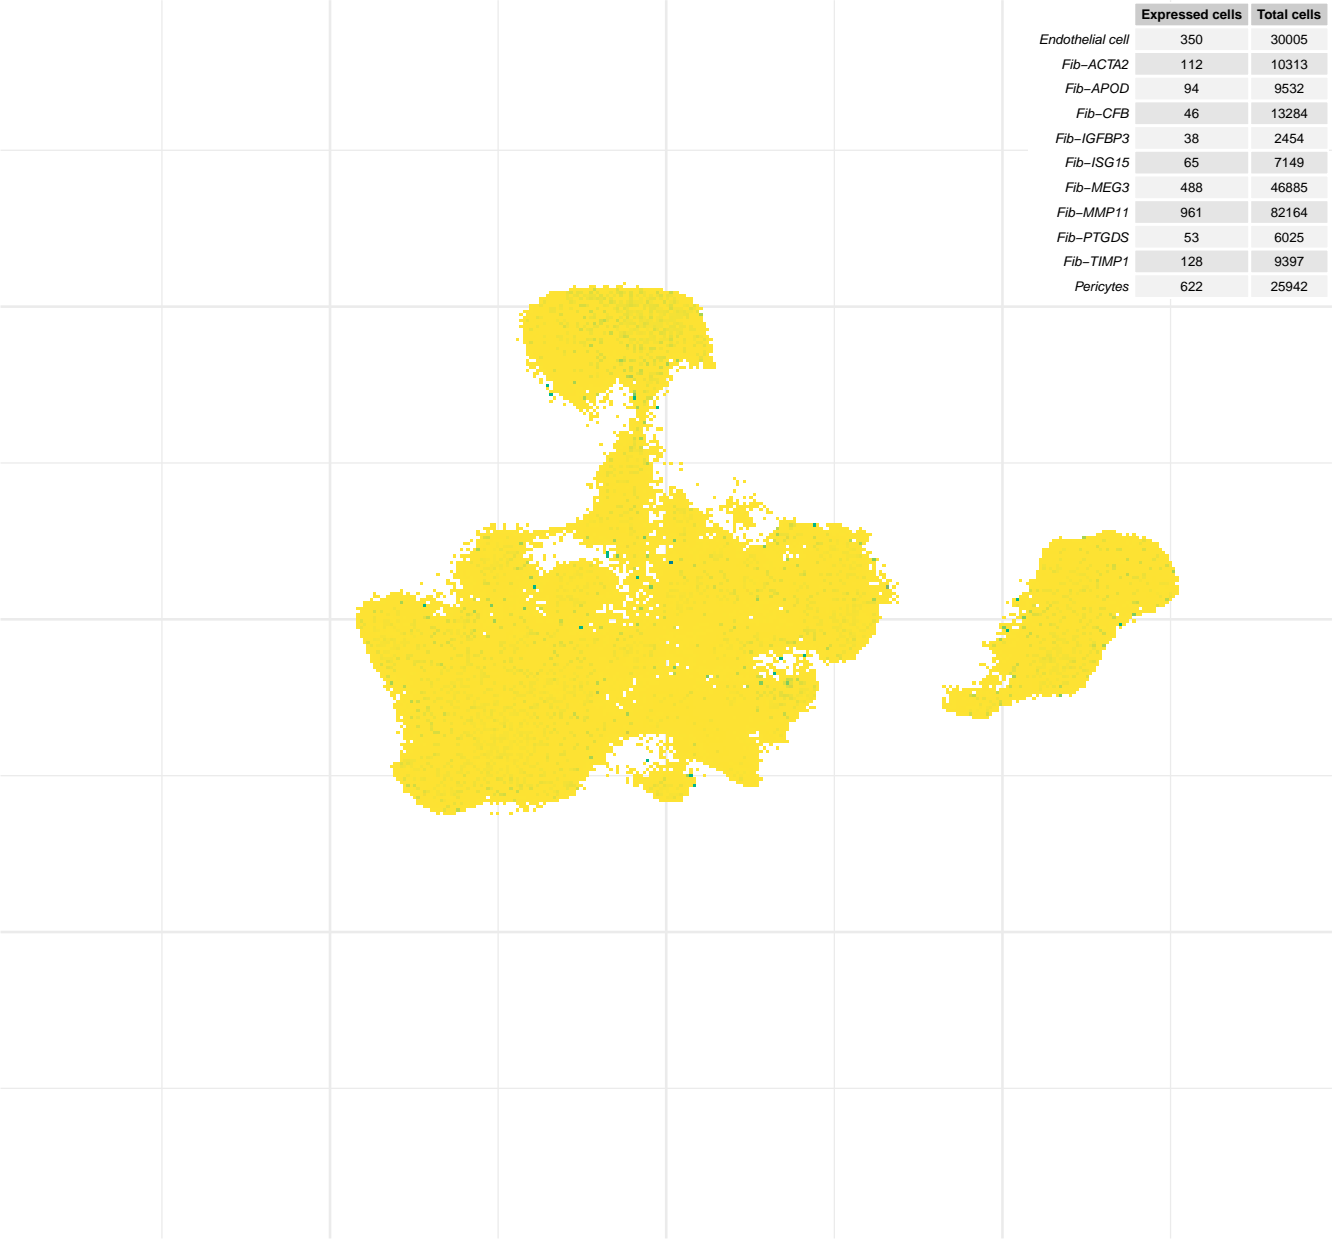 Expressed cells Total cells
Endothelial cell 350 30005
Fib−ACTA2 112 10313
Fib−APOD 94 9532
Fib−CFB 46 13284
Fib−IGFBP3 38 2454
Fib−ISG15 65 7149
Fib−MEG3 488 46885
Fib−MMP11 961 82164
Fib−PTGDS 53 6025
Fib−TIMP1 128 9397
Pericytes 622 25942